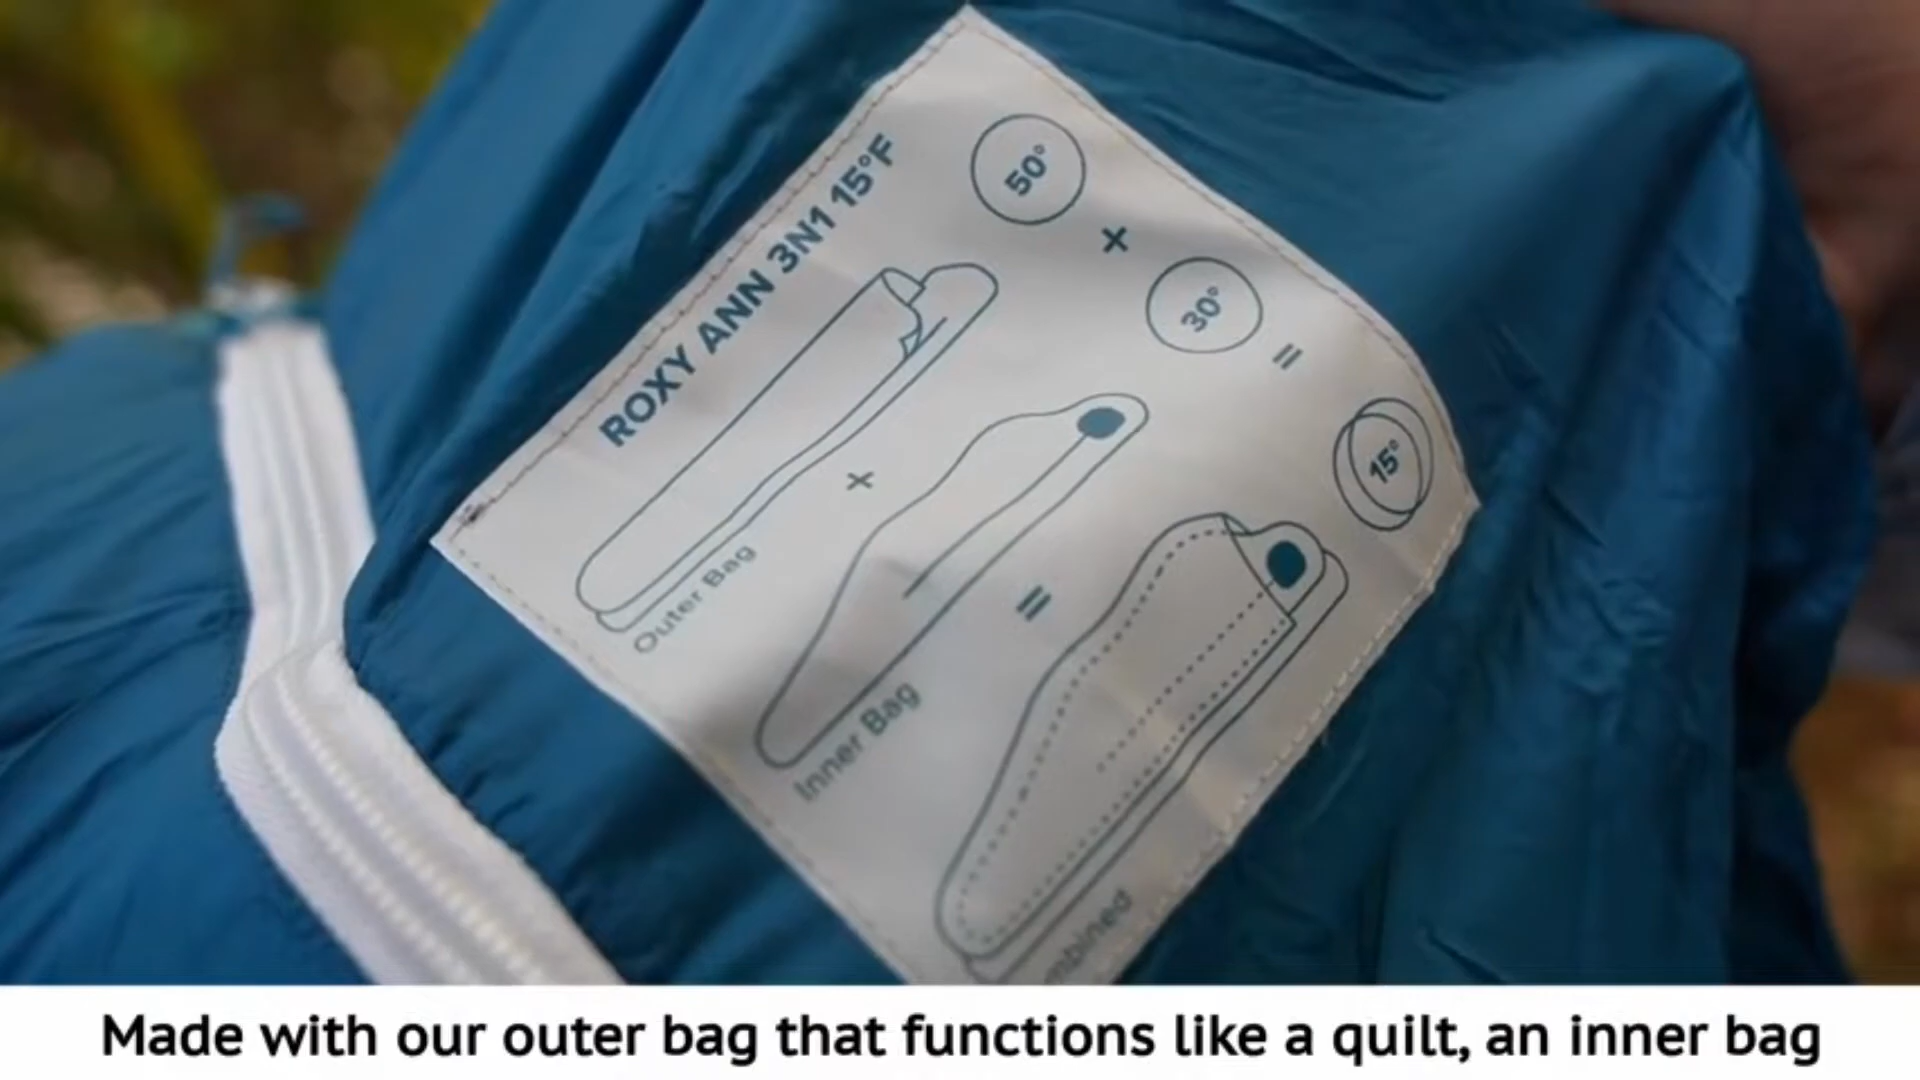 ROXY ANN 3N1 15°F
50°
+
30°
=
15°
Outer Bag
+
Inner Bag
=
mbined
Made with our outer bag that functions like a quilt, an inner bag